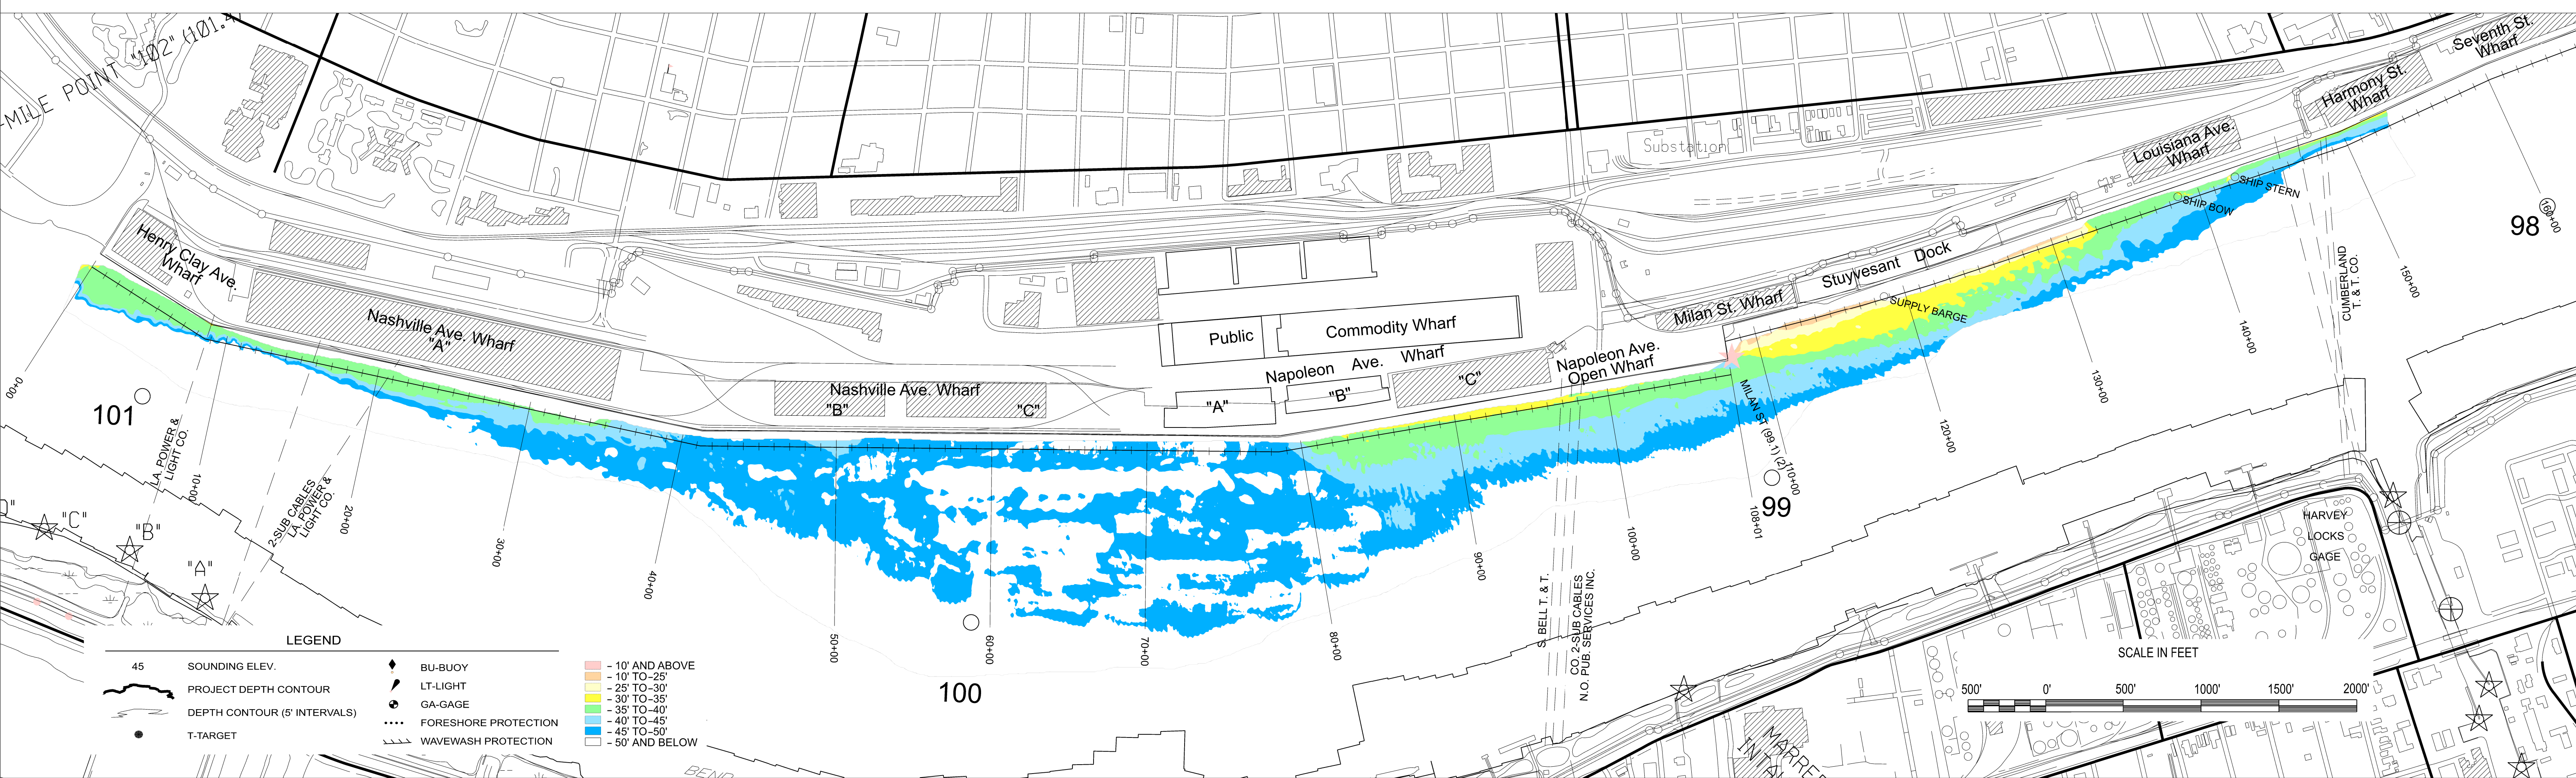 -MILE POINT "102" (101.4)
Henry Clay Ave.
Wharf
Nashville Ave. Wharf
"A"
Nashville Ave. Wharf
"B"
"C"
Public
Commodity Wharf
Napoleon Ave. Wharf
"A"
"B"
"C"
Napoleon Ave.
Open Wharf
Milan St. Wharf
Stuyvesant Dock
Substation
Louisiana Ave.
Wharf
Harmony St.
Wharf
Seventh St.
Wharf
SHIP STERN
SHIP BOW
SUPPLY BARGE
MILAN ST (99.1) (2)
101
100
99
98
0+00
10+00
20+00
30+00
40+00
50+00
60+00
70+00
80+00
90+00
100+00
108+01
110+00
120+00
130+00
140+00
150+00
160+00
LA. POWER &
LIGHT CO.
2-SUB CABLES
LA. POWER &
LIGHT CO.
S. BELL T. & T.
CO. 2-SUB CABLES
N.O. PUB. SERVICES INC.
CUMBERLAND
T. & T. CO.
"C"
"B"
"A"
HARVEY
LOCKS
GAGE
LEGEND
45 SOUNDING ELEV.
PROJECT DEPTH CONTOUR
DEPTH CONTOUR (5' INTERVALS)
T-TARGET
BU-BUOY
LT-LIGHT
GA-GAGE
FORESHORE PROTECTION
WAVEWASH PROTECTION
– 10' AND ABOVE
– 10' TO–25'
– 25' TO–30'
– 30' TO–35'
– 35' TO–40'
– 40' TO–45'
– 45' TO–50'
– 50' AND BELOW
SCALE IN FEET
500' 0' 500' 1000' 1500' 2000'